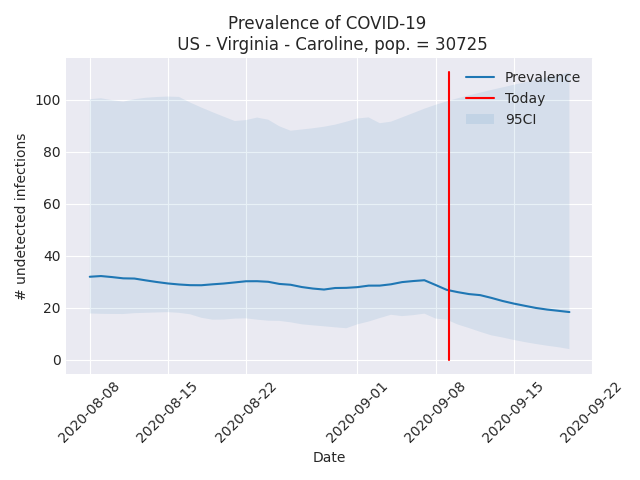 Prevalence of COVID-19
US - Virginia - Caroline, pop. = 30725
Prevalence
Today
95CI
100
80
60
40
20
0
# undetected infections
2020-08-08
2020-08-15
2020-08-22
2020-09-01
2020-09-08
2020-09-15
2020-09-22
Date